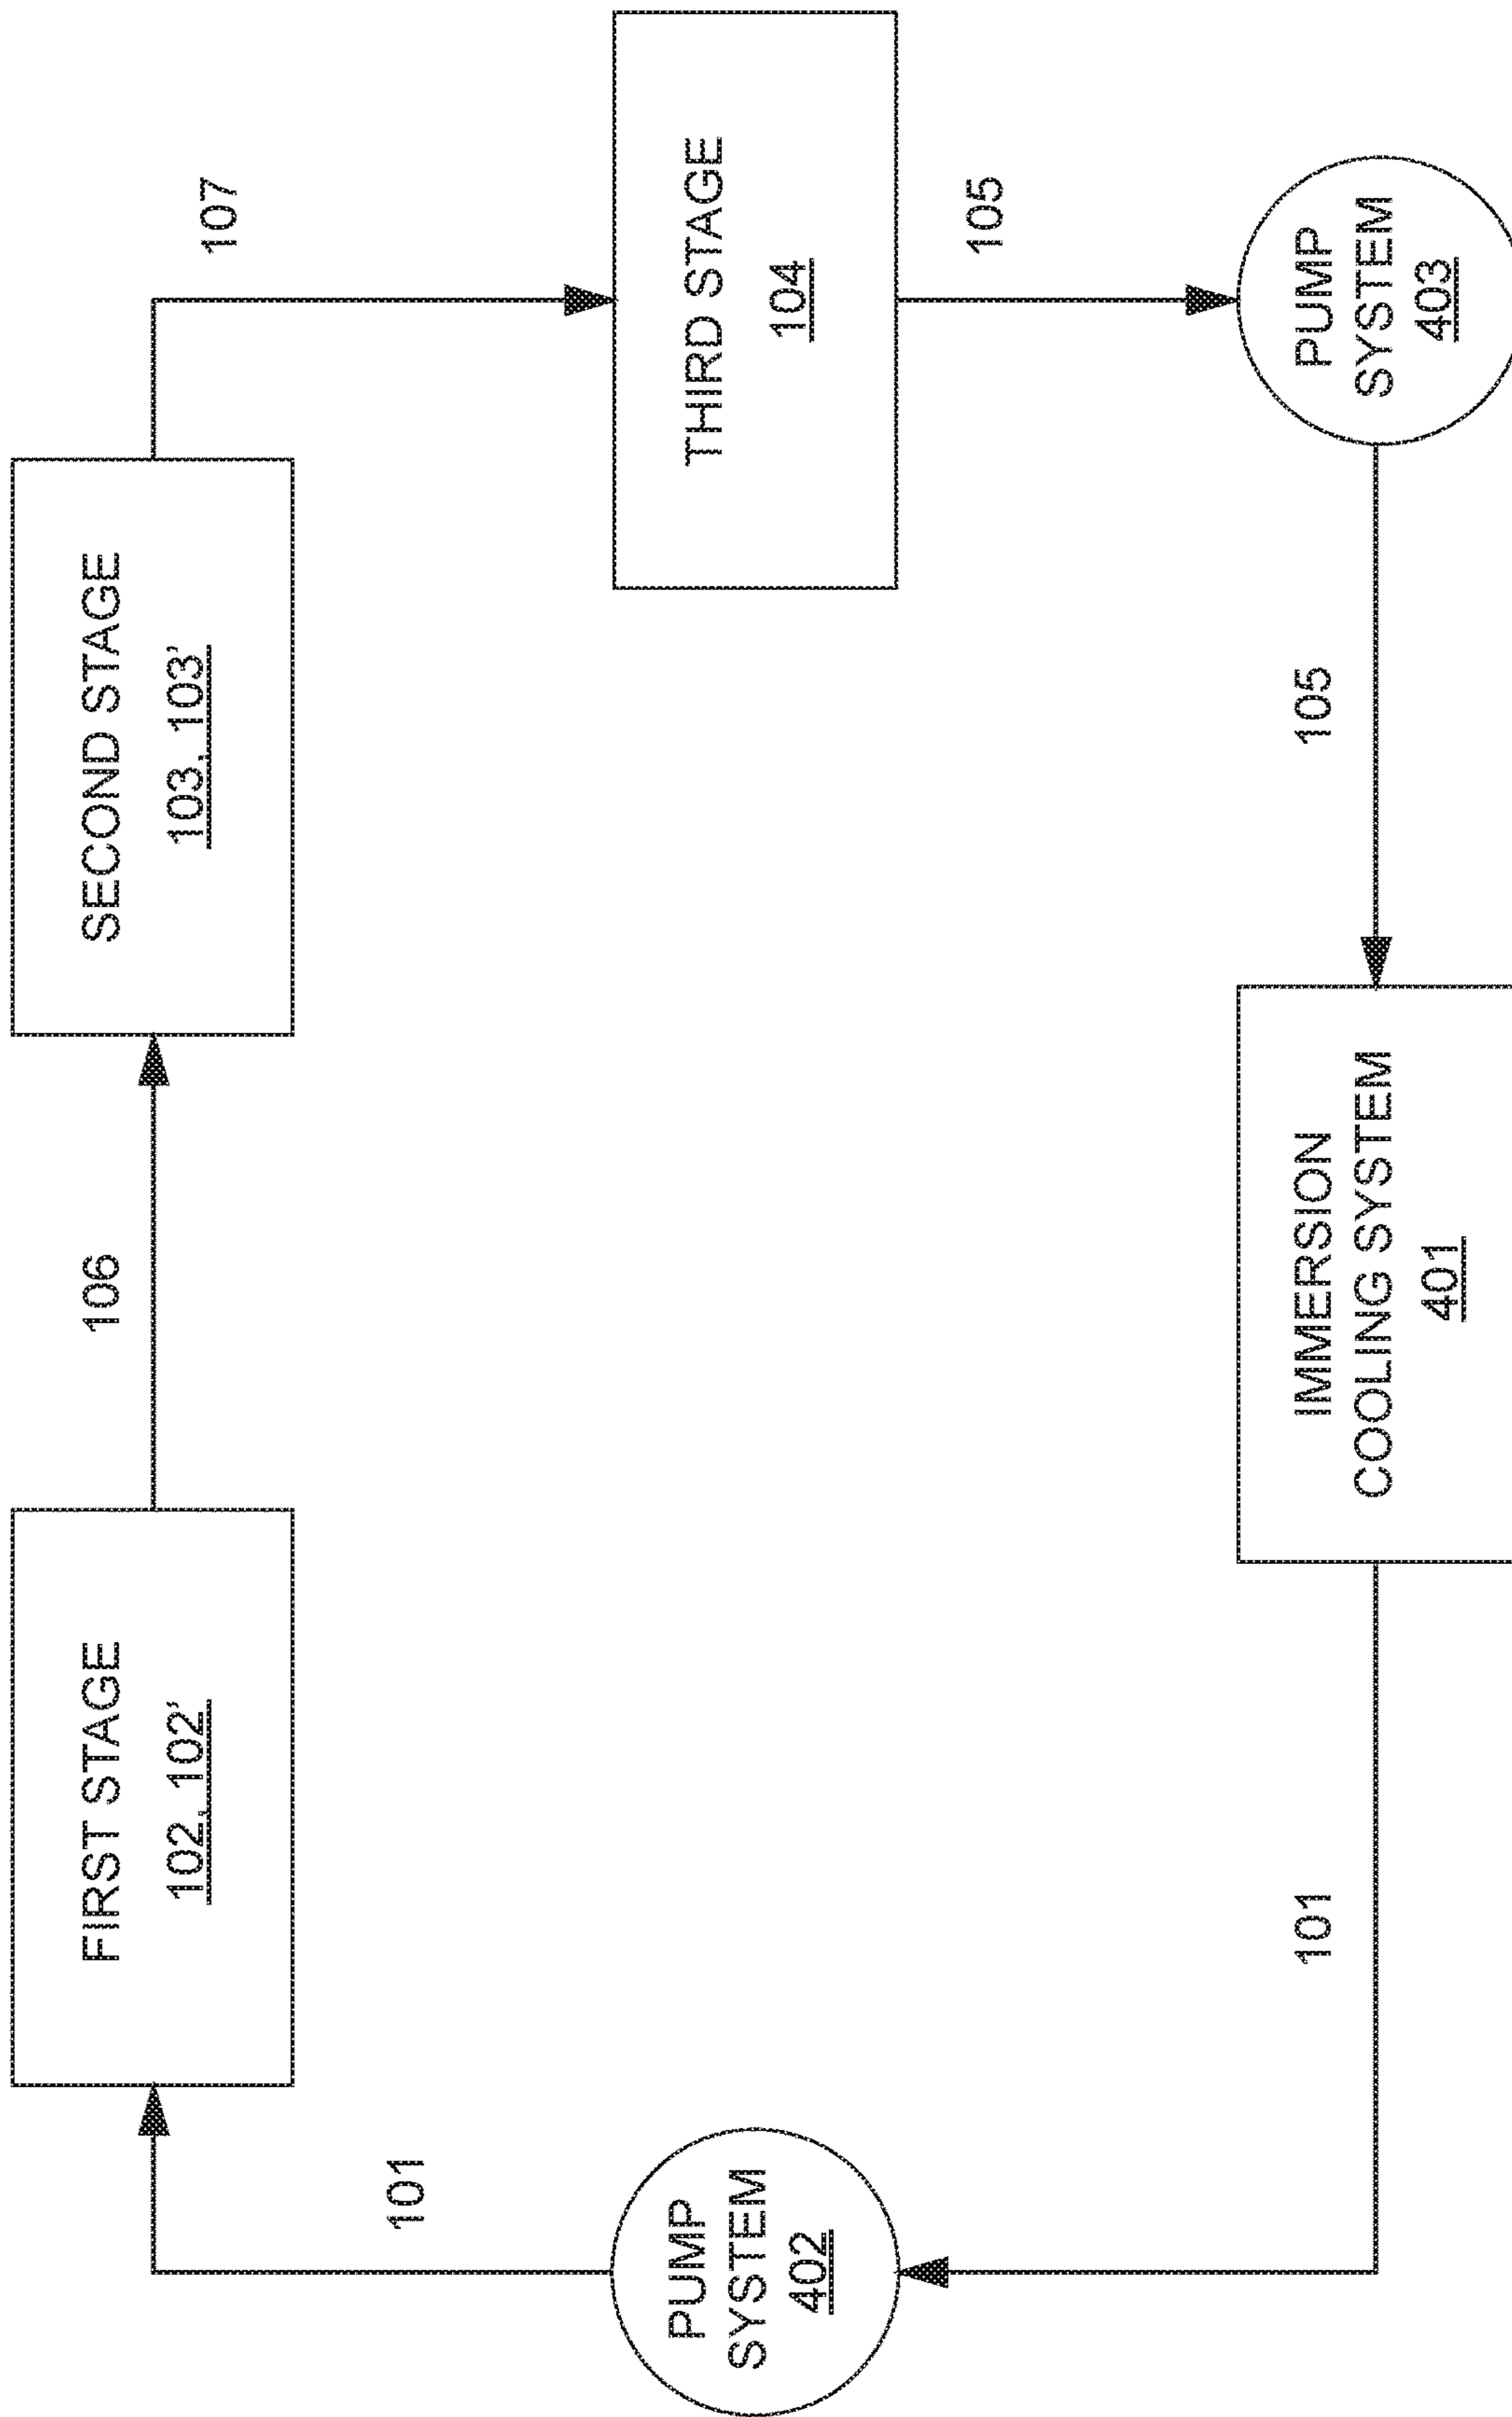 FIRST STAGE
102, 102'
106
SECOND STAGE
103, 103'
107
101
PUMP
SYSTEM
402
THIRD STAGE
104
105
101
IMMERSION
COOLING SYSTEM
401
105
PUMP
SYSTEM
403